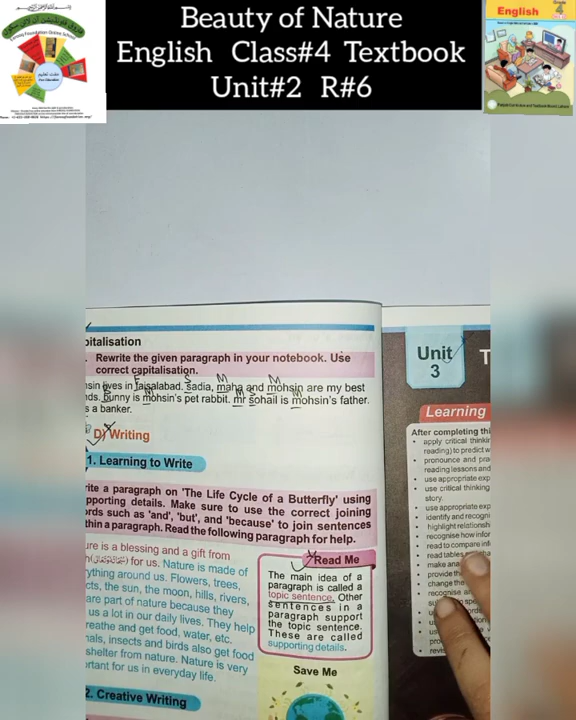 Beauty of Nature
English Class#4 Textbook
Unit#2 R#6
English
4
pitalisation
Rewrite the given paragraph in your notebook. Use
correct capitalisation.
sin lives in faisalabad. sadia, maha and mohsin are my best
ds. Bunny is mohsin's pet rabbit. mr sohail is mohsin's father.
s a banker.
F S M M
M M S M
D) Writing
1. Learning to Write
ite a paragraph on 'The Life Cycle of a Butterfly' using
pporting details. Make sure to use the correct joining
rds such as 'and', 'but', and 'because' to join sentences
thin a paragraph. Read the following paragraph for help.
ure is a blessing and a gift from
for us. Nature is made of
rything around us. Flowers, trees,
cts, the sun, the moon, hills, rivers,
are part of nature because they
us a lot in our daily lives. They help
reathe and get food, water, etc.
als, insects and birds also get food
shelter from nature. Nature is very
rtant for us in everyday life.
Read Me
The main idea of a
paragraph is called a
topic sentence. Other
sentences in a
paragraph support
the topic sentence.
These are called
supporting details.
Save Me
2. Creative Writing
Unit
3
T
Learning
After completing thi
apply critical thinki
reading) to predict w
pronounce and pra
reading lessons and
use appropriate exp
use critical thinking
story.
use appropriate exp
identify and recogni
highlight relationsh
recognise how infor
read to compare inf
read tables
make ana
provide th
change the
recognise